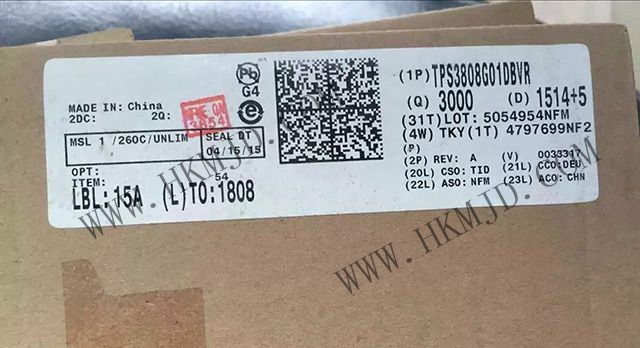 MADE IN: China
2DC: 2Q:
Pb
G4
e
MSL 1 /260C/UNLIM SEAL DT
04/15/15
OPT:
ITEM: 54
LBL: 15A (L)TO:1808
(1P) TPS3808G01DBVR
(Q) 3000 (D) 1514+5
(31T) LOT: 5054954NFM
(4W) TKY(1T) 4797699NF2
(P)
(2P) REV: A (V) 0033317
(20L) CSO: TID (21L) CCO:DEU
(22L) ASO: NFM (23L) ACO: CHN
WWW.HKMJD.COM
WWW.HKMJD.COM